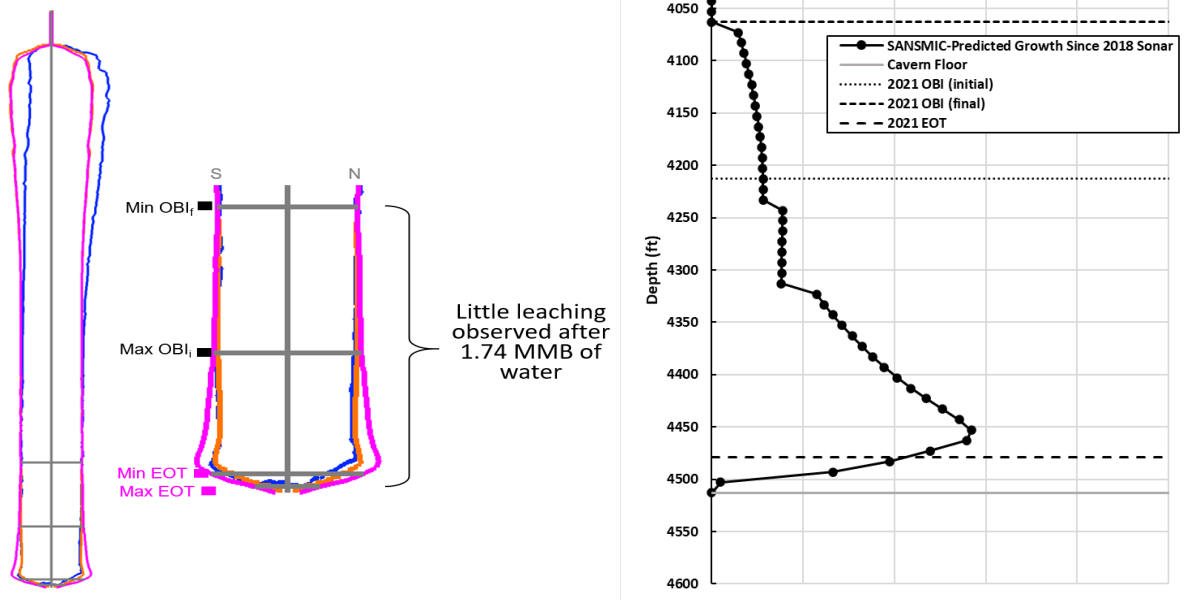 S
N
Min OBIf
Max OBIi
Min EOT
Max EOT
Little leaching
observed after
1.74 MMB of
water
Depth (ft)
4050
4100
4150
4200
4250
4300
4350
4400
4450
4500
4550
4600
SANSMIC-Predicted Growth Since 2018 Sonar
Cavern Floor
2021 OBI (initial)
2021 OBI (final)
2021 EOT